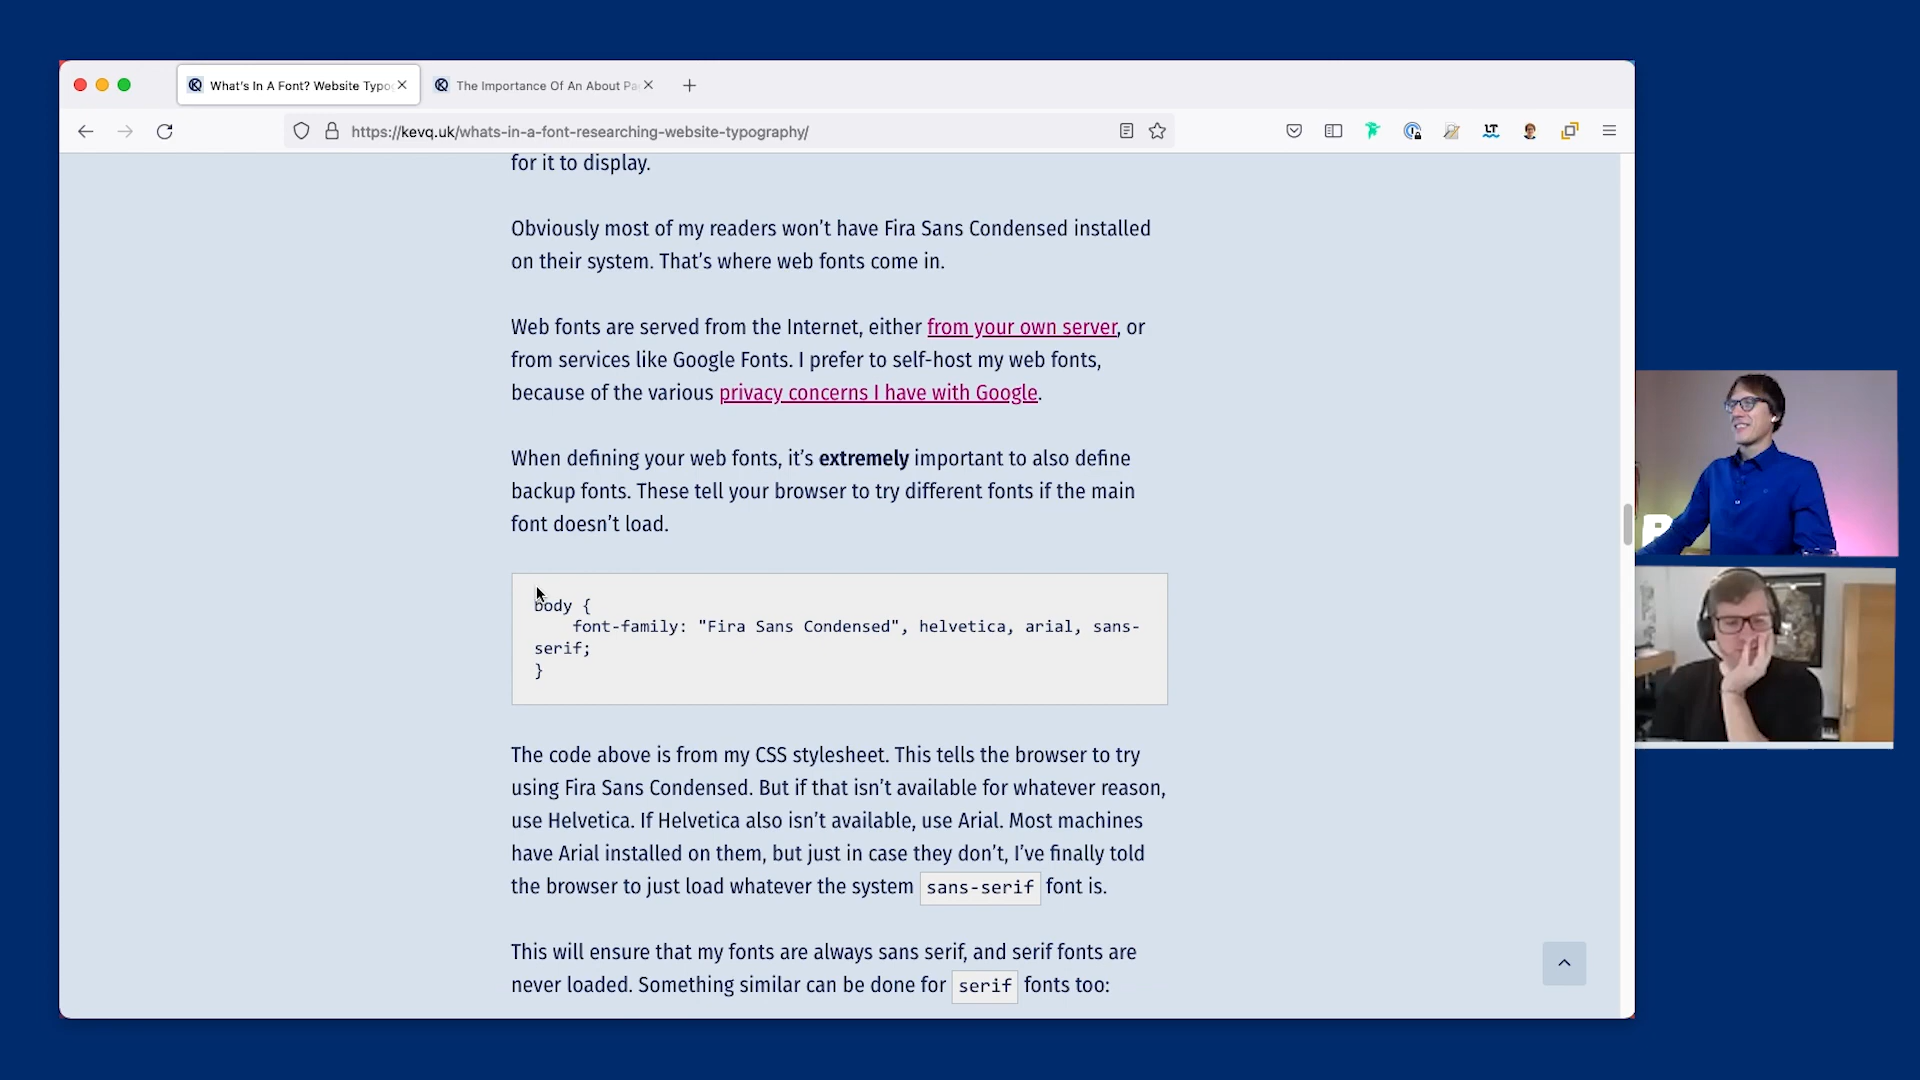 What's In A Font? Website Typo
The Importance Of An About Pa
https://kevq.uk/whats-in-a-font-researching-website-typography/
LT
for it to display.
Obviously most of my readers won't have Fira Sans Condensed installed
on their system. That's where web fonts come in.
Web fonts are served from the Internet, either from your own server, or
from services like Google Fonts. I prefer to self-host my web fonts,
because of the various privacy concerns I have with Google.
When defining your web fonts, it's extremely important to also define
backup fonts. These tell your browser to try different fonts if the main
font doesn't load.
body {
font-family: "Fira Sans Condensed", helvetica, arial, sans-
serif;
}
The code above is from my CSS stylesheet. This tells the browser to try
using Fira Sans Condensed. But if that isn't available for whatever reason,
use Helvetica. If Helvetica also isn't available, use Arial. Most machines
have Arial installed on them, but just in case they don't, I've finally told
the browser to just load whatever the system sans-serif font is.
This will ensure that my fonts are always sans serif, and serif fonts are
never loaded. Something similar can be done for serif fonts too: